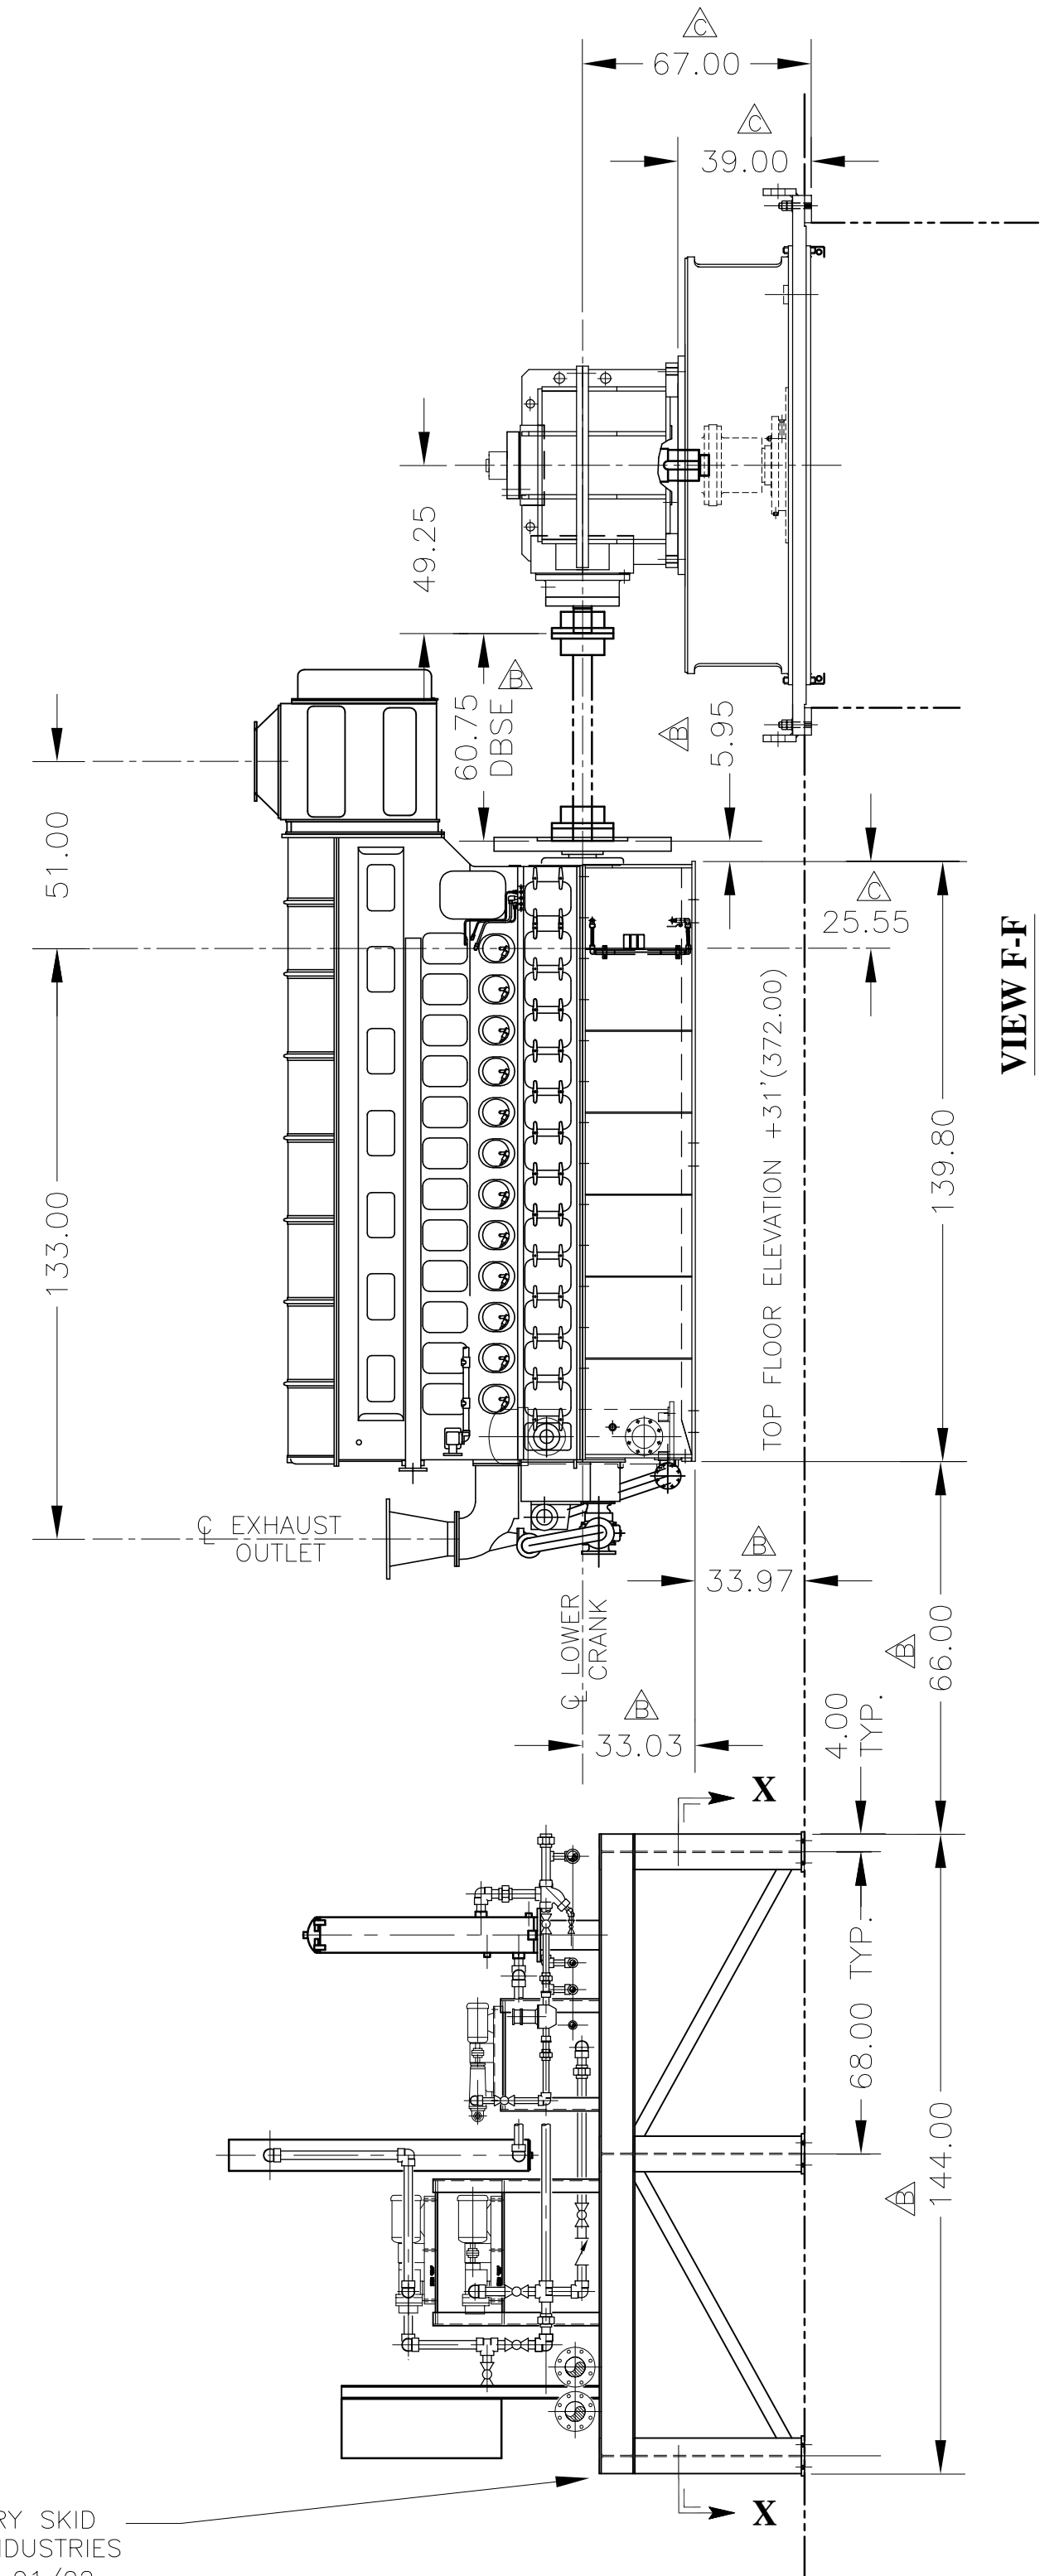 C
67.00
C
39.00
49.25
60.75
DBSE
B
B
5.95
51.00
C
25.55
VIEW F-F
TOP FLOOR ELEVATION +31'(372.00)
139.80
133.00
℄ EXHAUST
OUTLET
B
33.97
℄ LOWER
CRANK
B
66.00
B
33.03
4.00
TYP.
X
68.00 TYP.
B
144.00
X
RY SKID
NDUSTRIES